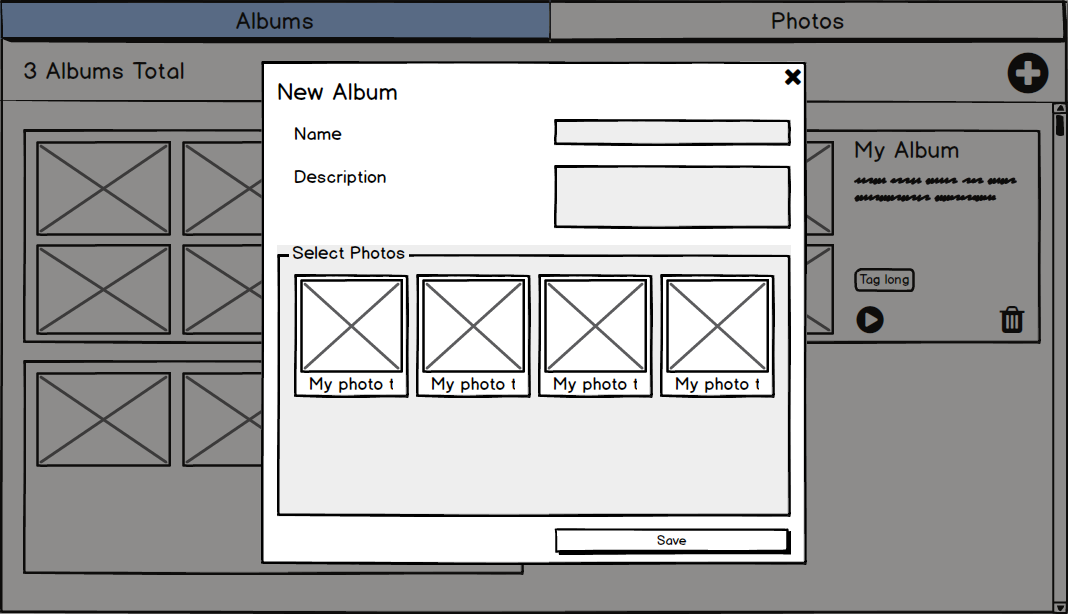 Albums
Photos
3 Albums Total
New Album
Name
Description
Select Photos
My photo t
My photo t
My photo t
My photo t
Save
My Album
Tag long